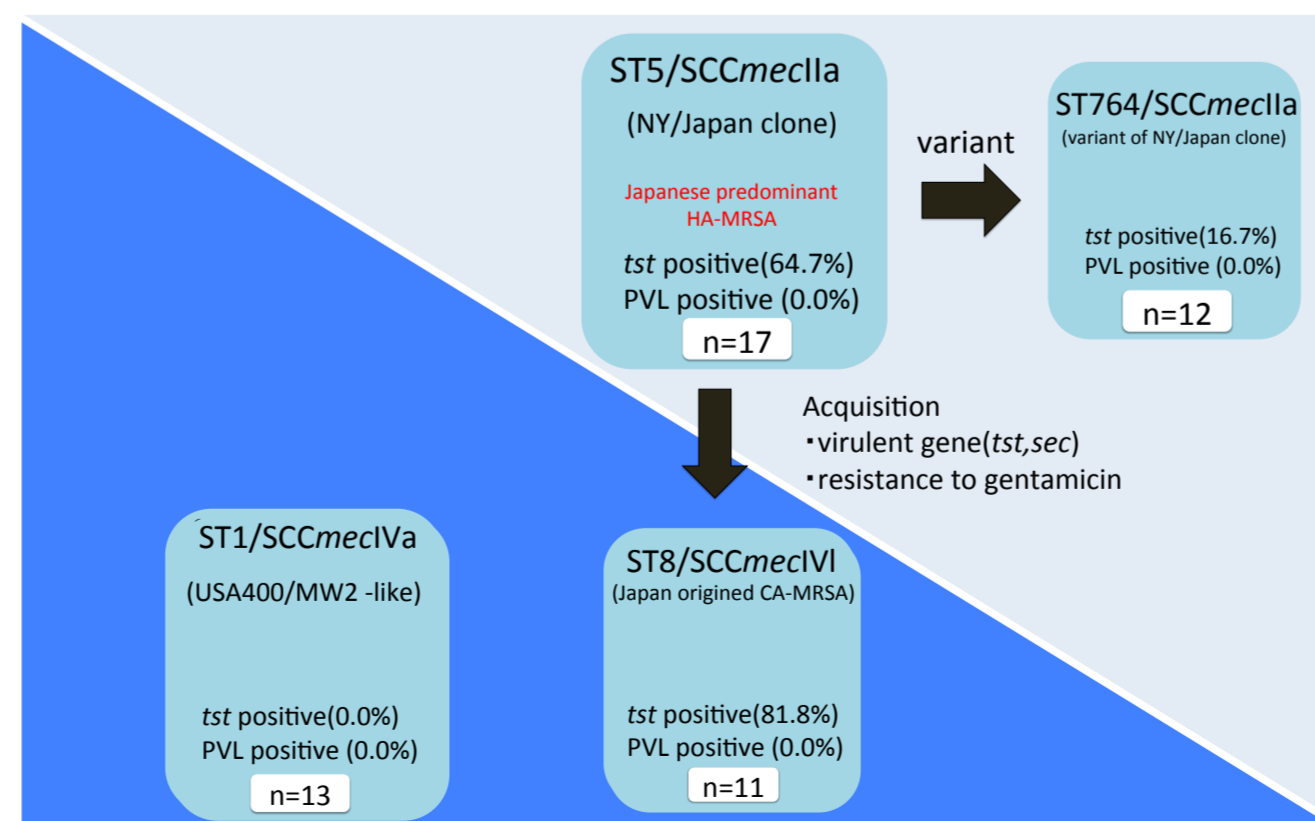 ST5/SCCmecIIa
(NY/Japan clone)
Japanese predominant
HA-MRSA
tst positive(64.7%)
PVL positive (0.0%)
n=17
variant
ST764/SCCmecIIa
(variant of NY/Japan clone)
tst positive(16.7%)
PVL positive (0.0%)
n=12
Acquisition
・virulent gene(tst,sec)
・resistance to gentamicin
ST1/SCCmecIVa
(USA400/MW2 -like)
tst positive(0.0%)
PVL positive (0.0%)
n=13
ST8/SCCmecIVl
(Japan origined CA-MRSA)
tst positive(81.8%)
PVL positive (0.0%)
n=11